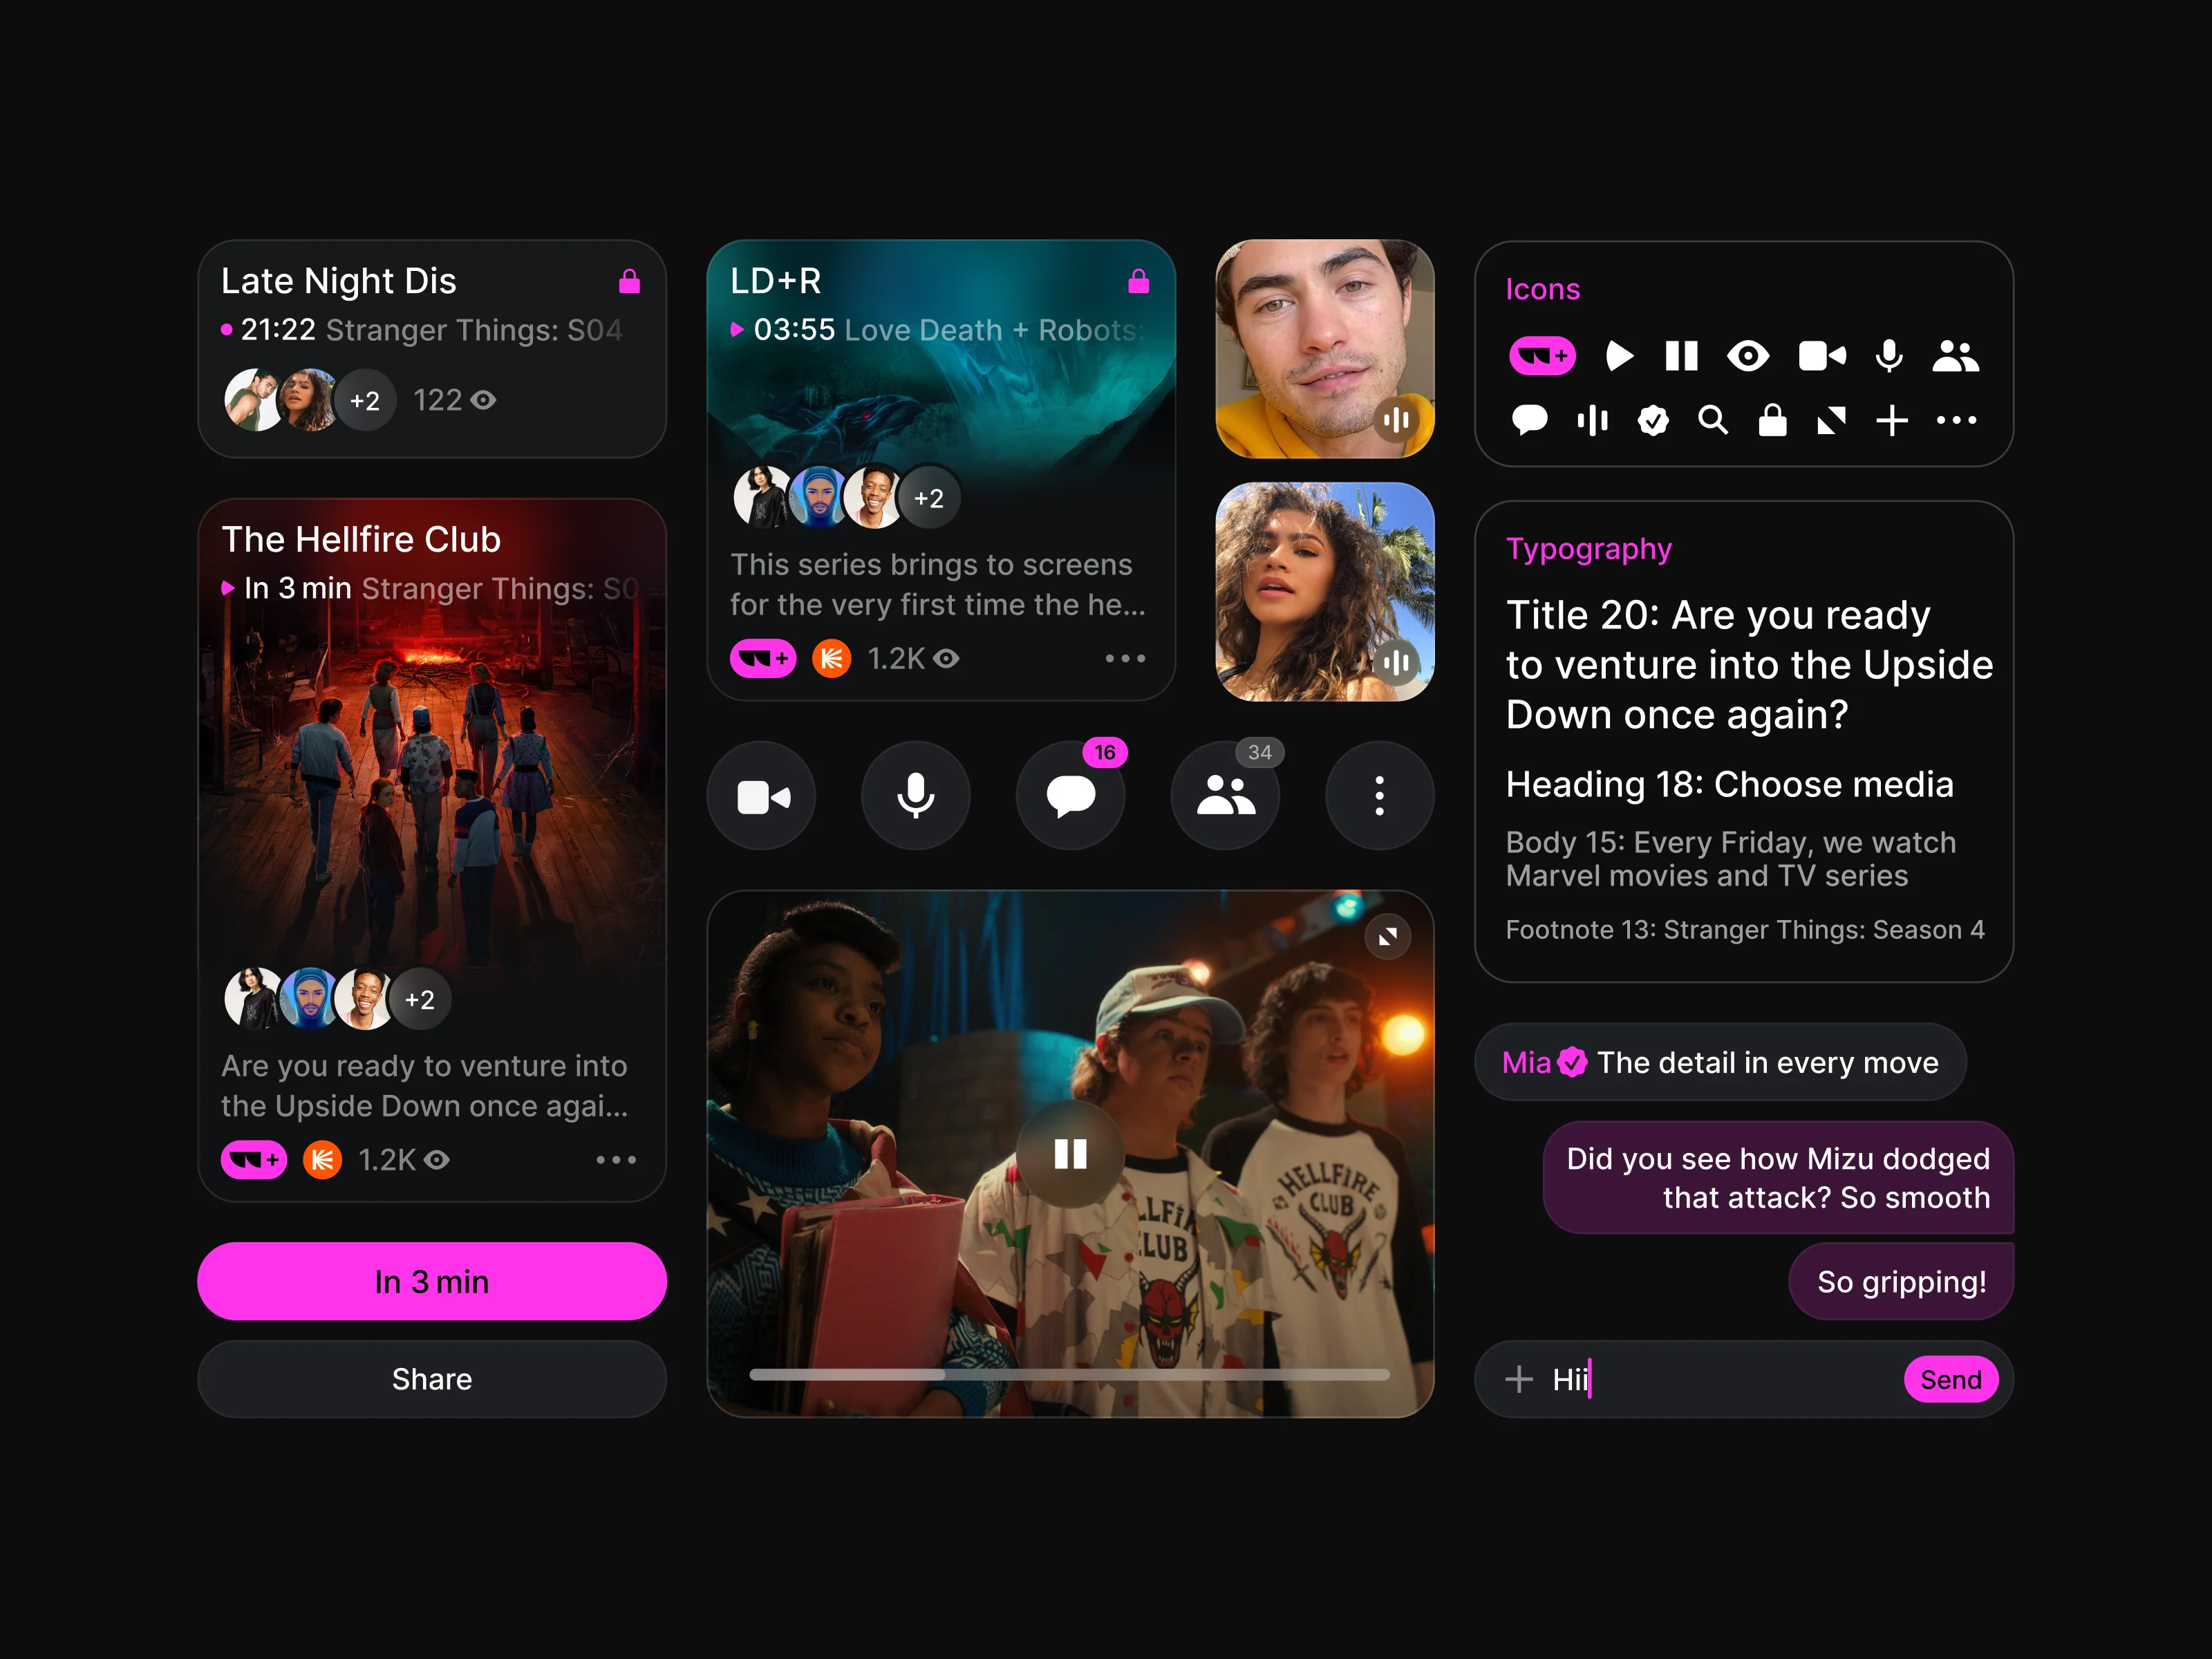 Late Night Dis
21:22 Stranger Things: S04
+2 122
The Hellfire Club
In 3 min Stranger Things: S0
+2
Are you ready to venture into
the Upside Down once agai...
+ 1.2K
In 3 min
Share
LD+R
03:55 Love Death + Robots:
+2
This series brings to screens
for the very first time the he...
+ 1.2K
16
34
HELLFIRE
CLUB
LLFI
LUB
Icons
+
Typography
Title 20: Are you ready
to venture into the Upside
Down once again?
Heading 18: Choose media
Body 15: Every Friday, we watch
Marvel movies and TV series
Footnote 13: Stranger Things: Season 4
Mia The detail in every move
Did you see how Mizu dodged
that attack? So smooth
So gripping!
Hii
Send